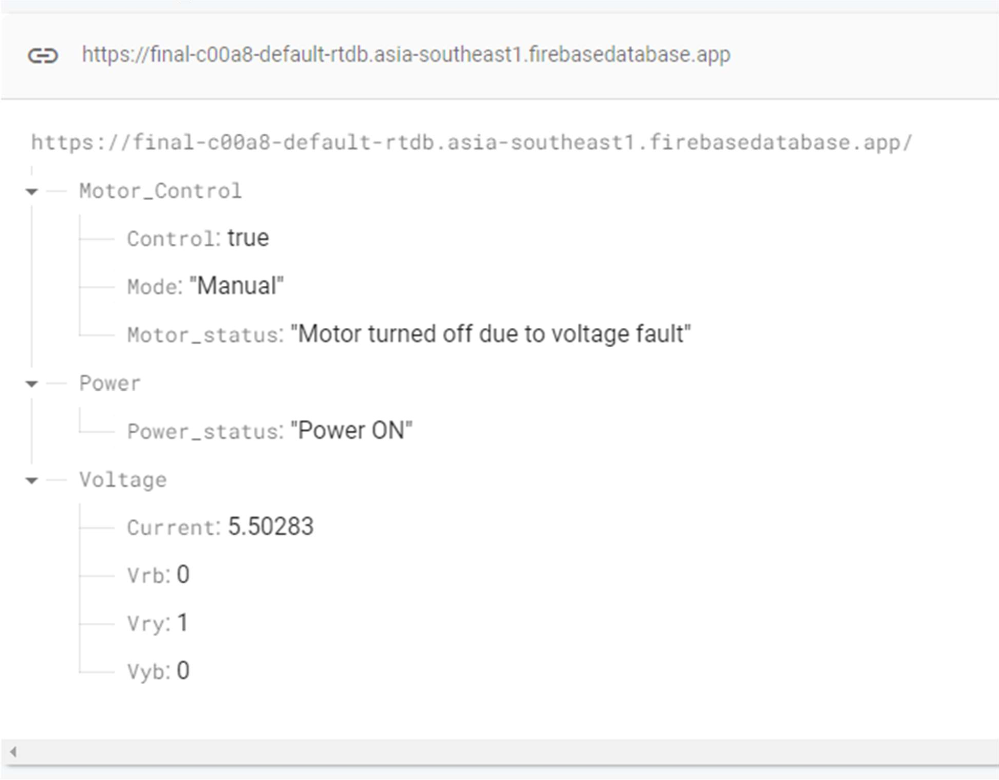 https://final-c00a8-default-rtdb.asia-southeast1.firebasedatabase.app
https://final-c00a8-default-rtdb.asia-southeast1.firebasedatabase.app/
Motor_Control
Control: true
Mode: "Manual"
Motor_status: "Motor turned off due to voltage fault"
Power
Power_status: "Power ON"
Voltage
Current: 5.50283
Vrb: 0
Vry: 1
Vyb: 0